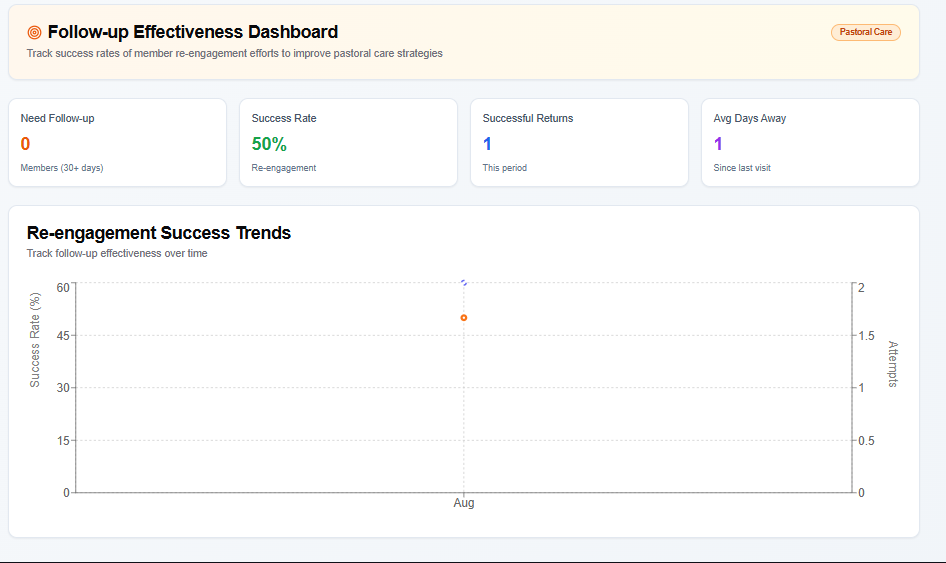 Follow-up Effectiveness Dashboard
Track success rates of member re-engagement efforts to improve pastoral care strategies
Pastoral Care
Need Follow-up
0
Members (30+ days)
Success Rate
50%
Re-engagement
Successful Returns
1
This period
Avg Days Away
1
Since last visit
Re-engagement Success Trends
Track follow-up effectiveness over time
Success Rate (%)
60
45
30
15
0
Aug
2
1.5
1
0.5
0
Attempts